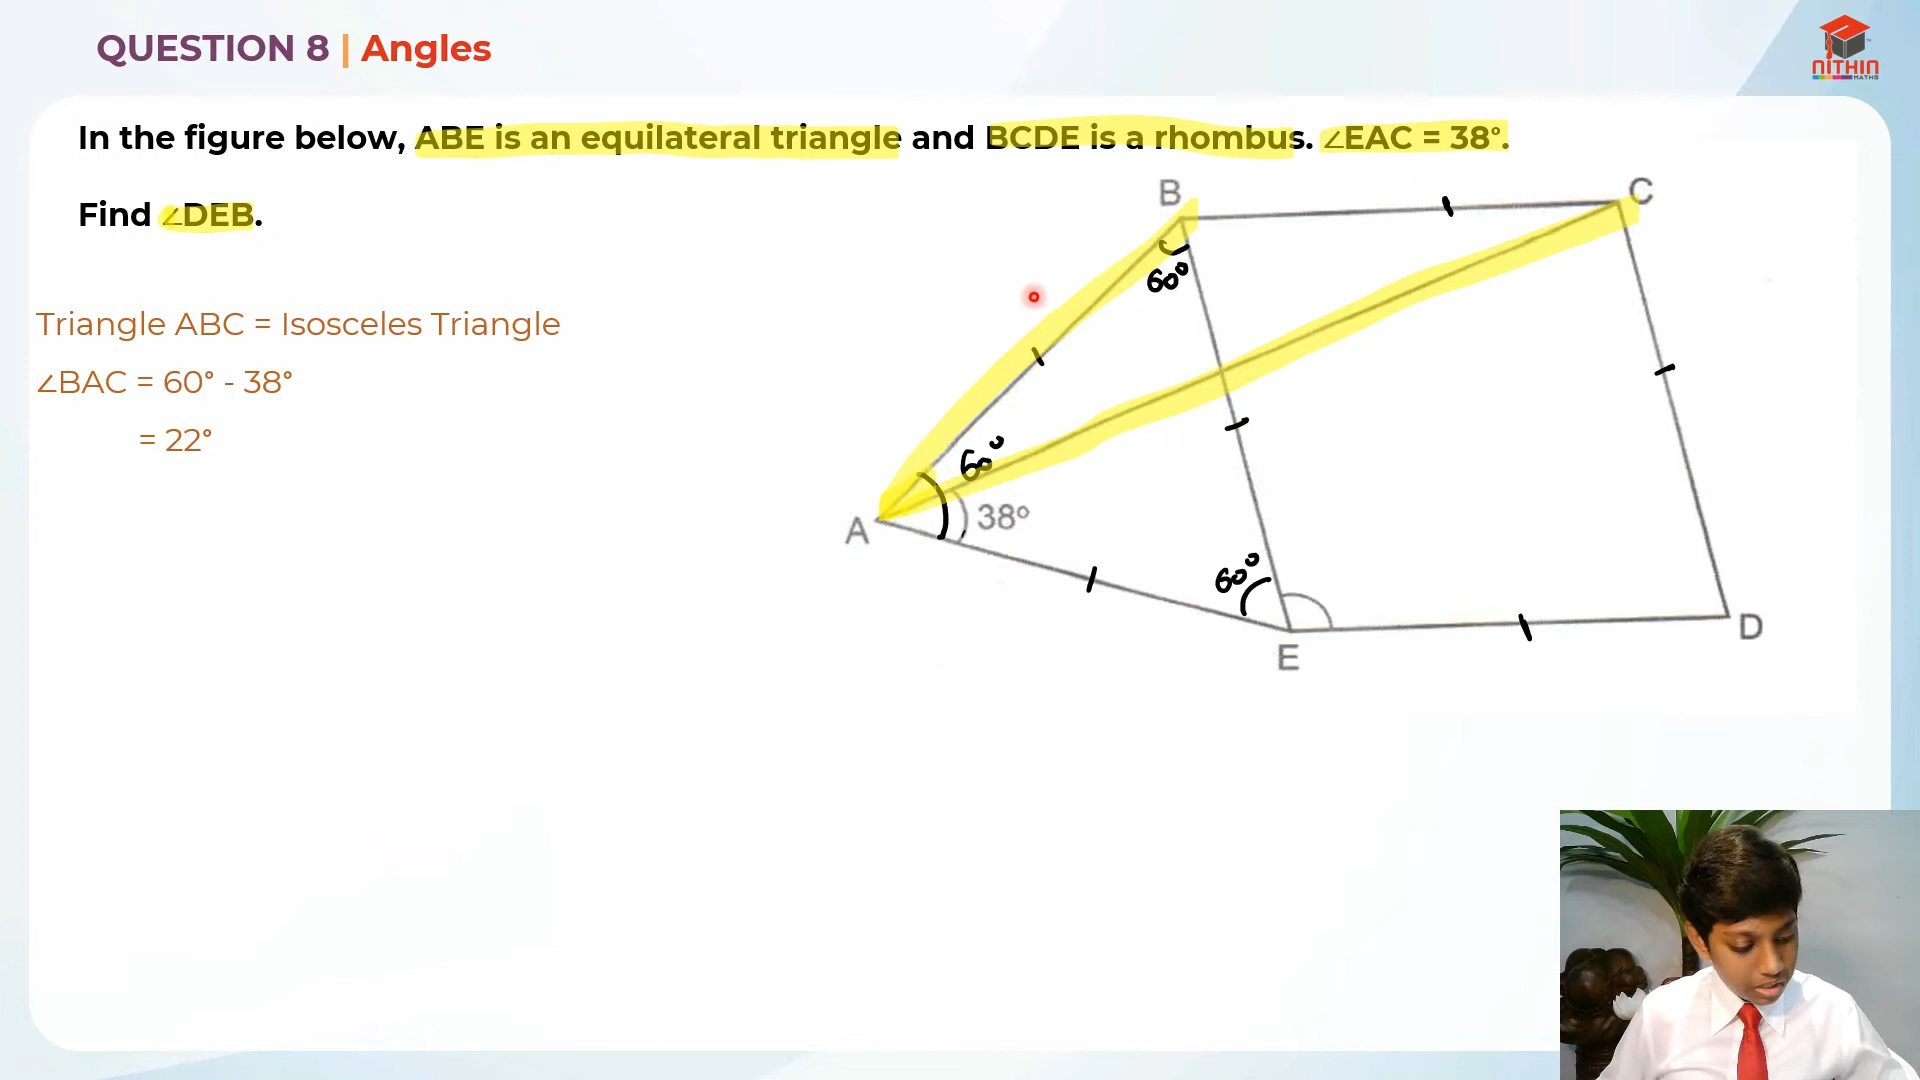 QUESTION 8 | Angles
NITHIN
MATHS
In the figure below, ABE is an equilateral triangle and BCDE is a rhombus. ∠EAC = 38°.
Find ∠DEB.
B
C
60°
Triangle ABC = Isosceles Triangle
∠BAC = 60° - 38°
= 22°
60°
38°
A
60°
E
D